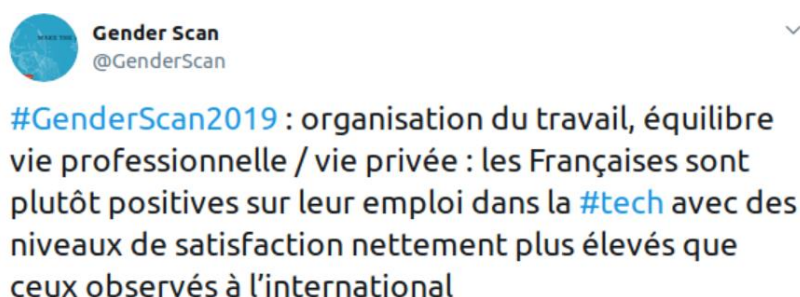 Gender Scan
@GenderScan
#GenderScan2019 : organisation du travail, équilibre
vie professionnelle / vie privée : les Françaises sont
plutôt positives sur leur emploi dans la #tech avec des
niveaux de satisfaction nettement plus élevés que
ceux observés à l’international